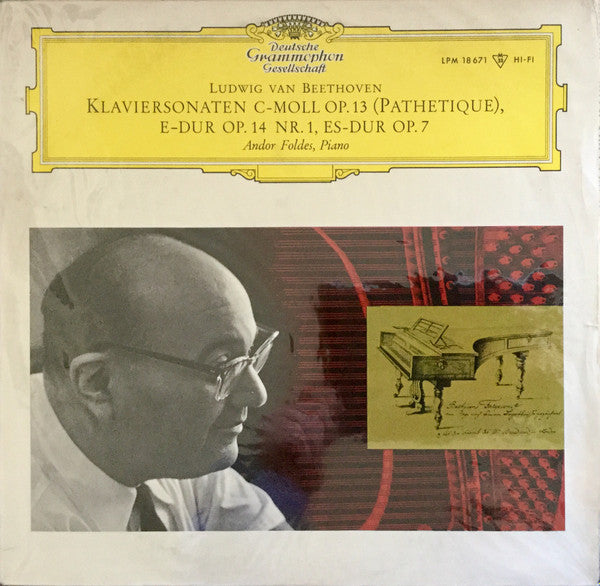 Deutsche
Grammophon
Gesellschaft
LPM 18 671 HI-FI
LUDWIG VAN BEETHOVEN
KLAVIERSONATEN C-MOLL OP. 13 (PATHETIQUE),
E-DUR OP. 14 NR. 1, ES-DUR OP. 7
Andor Foldes, Piano